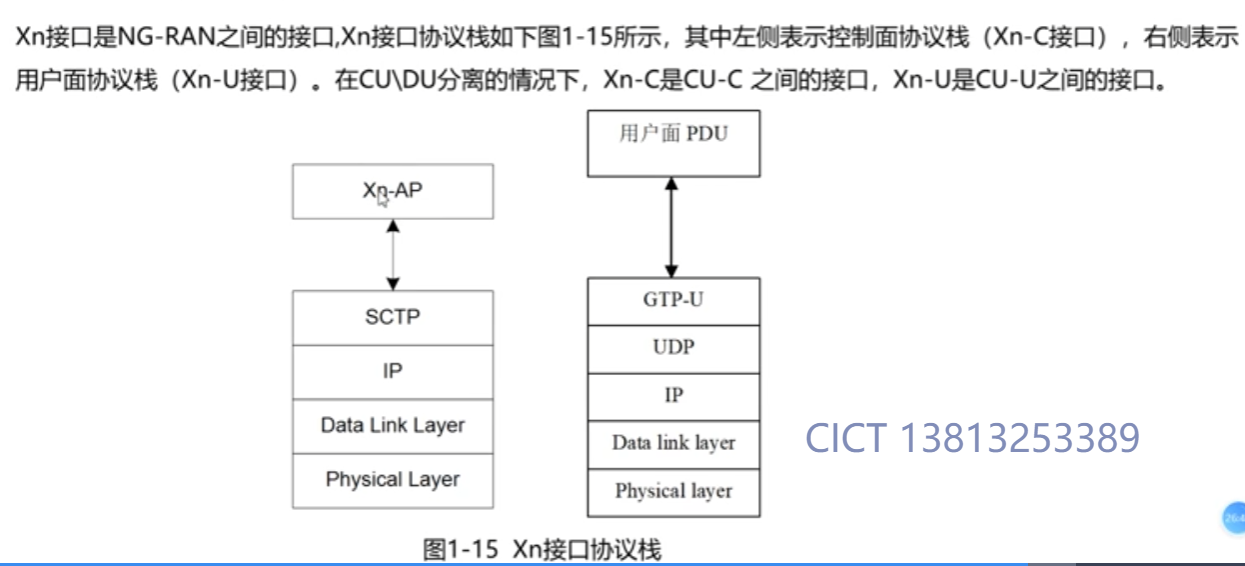 Xn接口是NG-RAN之间的接口,Xn接口协议栈如下图1-15所示，其中左侧表示控制面协议栈（Xn-C接口），右侧表示
用户面协议栈（Xn-U接口）。在CU\DU分离的情况下，Xn-C是CU-C 之间的接口，Xn-U是CU-U之间的接口。
Xn-AP
SCTP
IP
Data Link Layer
Physical Layer
用户面 PDU
GTP-U
UDP
IP
Data link layer
Physical layer
CICT 13813253389
图1-15 Xn接口协议栈